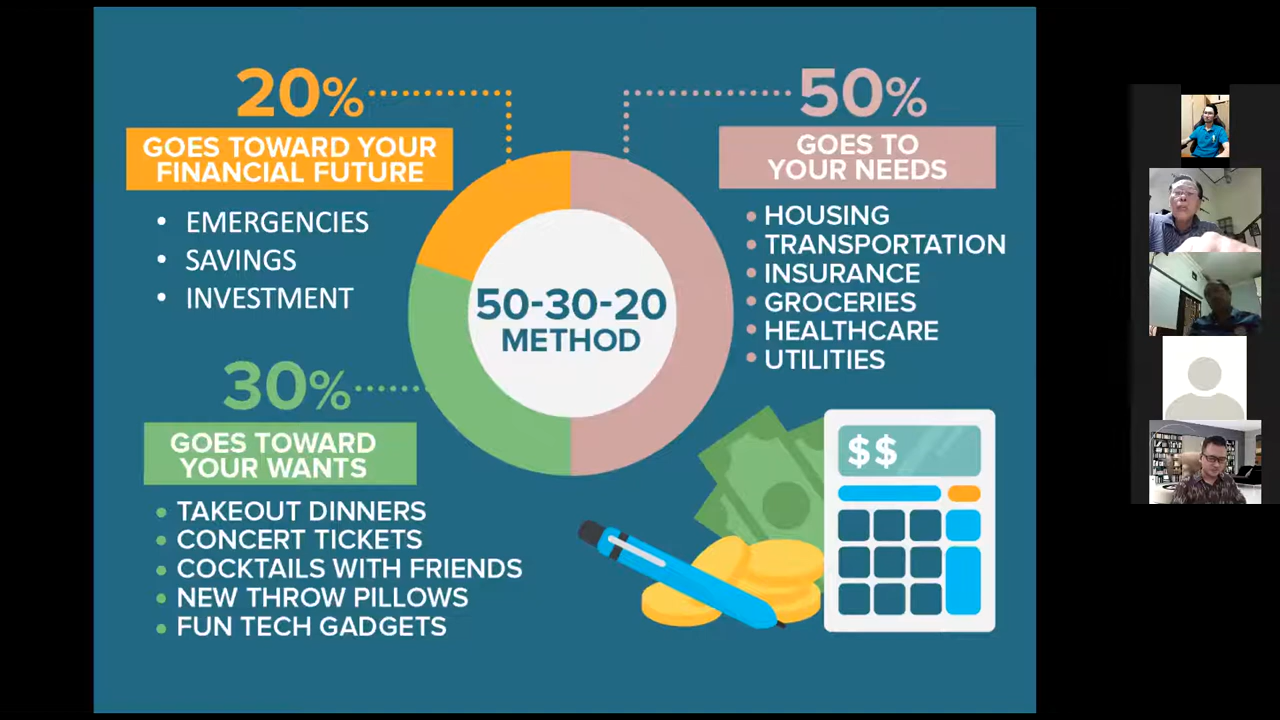 20%
GOES TOWARD YOUR
FINANCIAL FUTURE
• EMERGENCIES
• SAVINGS
• INVESTMENT
50%
GOES TO
YOUR NEEDS
• HOUSING
• TRANSPORTATION
• INSURANCE
• GROCERIES
• HEALTHCARE
• UTILITIES
50-30-20
METHOD
30%
GOES TOWARD
YOUR WANTS
• TAKEOUT DINNERS
• CONCERT TICKETS
• COCKTAILS WITH FRIENDS
• NEW THROW PILLOWS
• FUN TECH GADGETS
$$